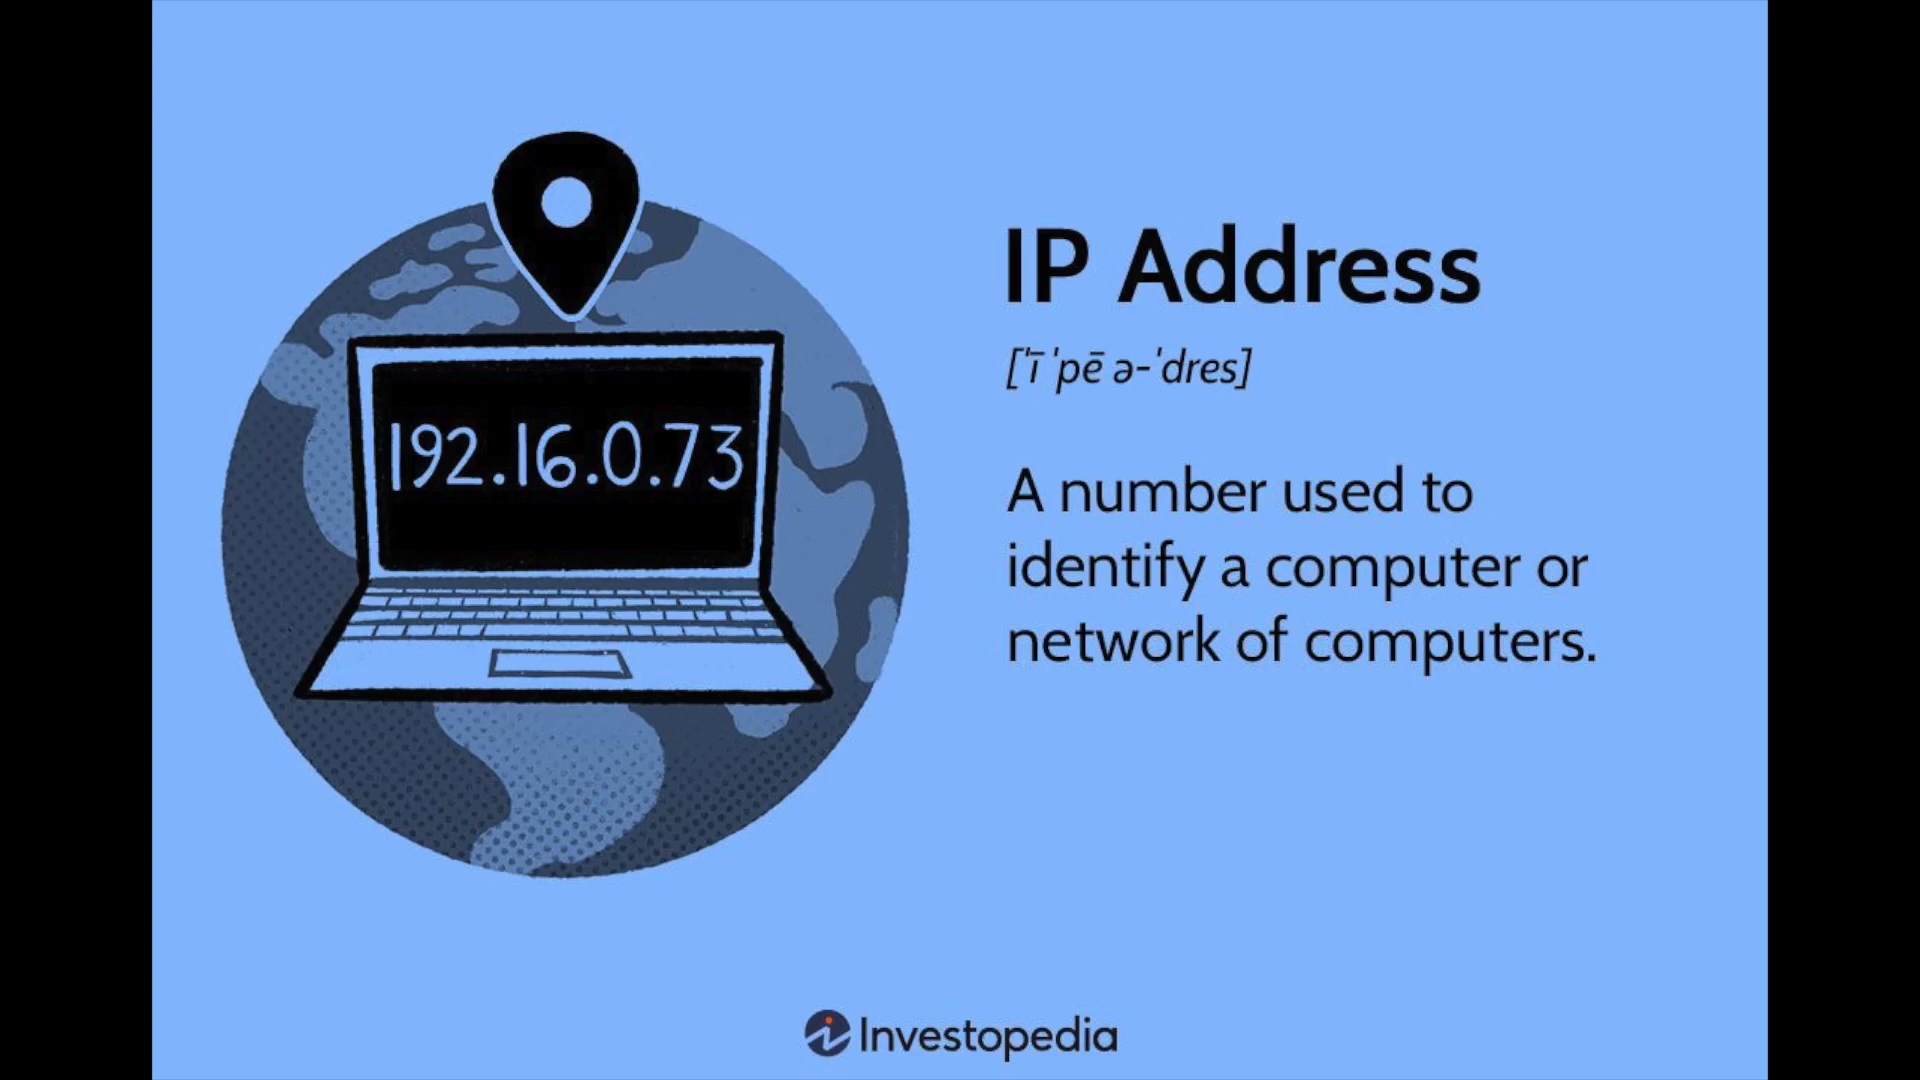 192.16.0.73
IP Address
[ˈī ˈpē ə-ˈdres]
A number used to
identify a computer or
network of computers.
Investopedia